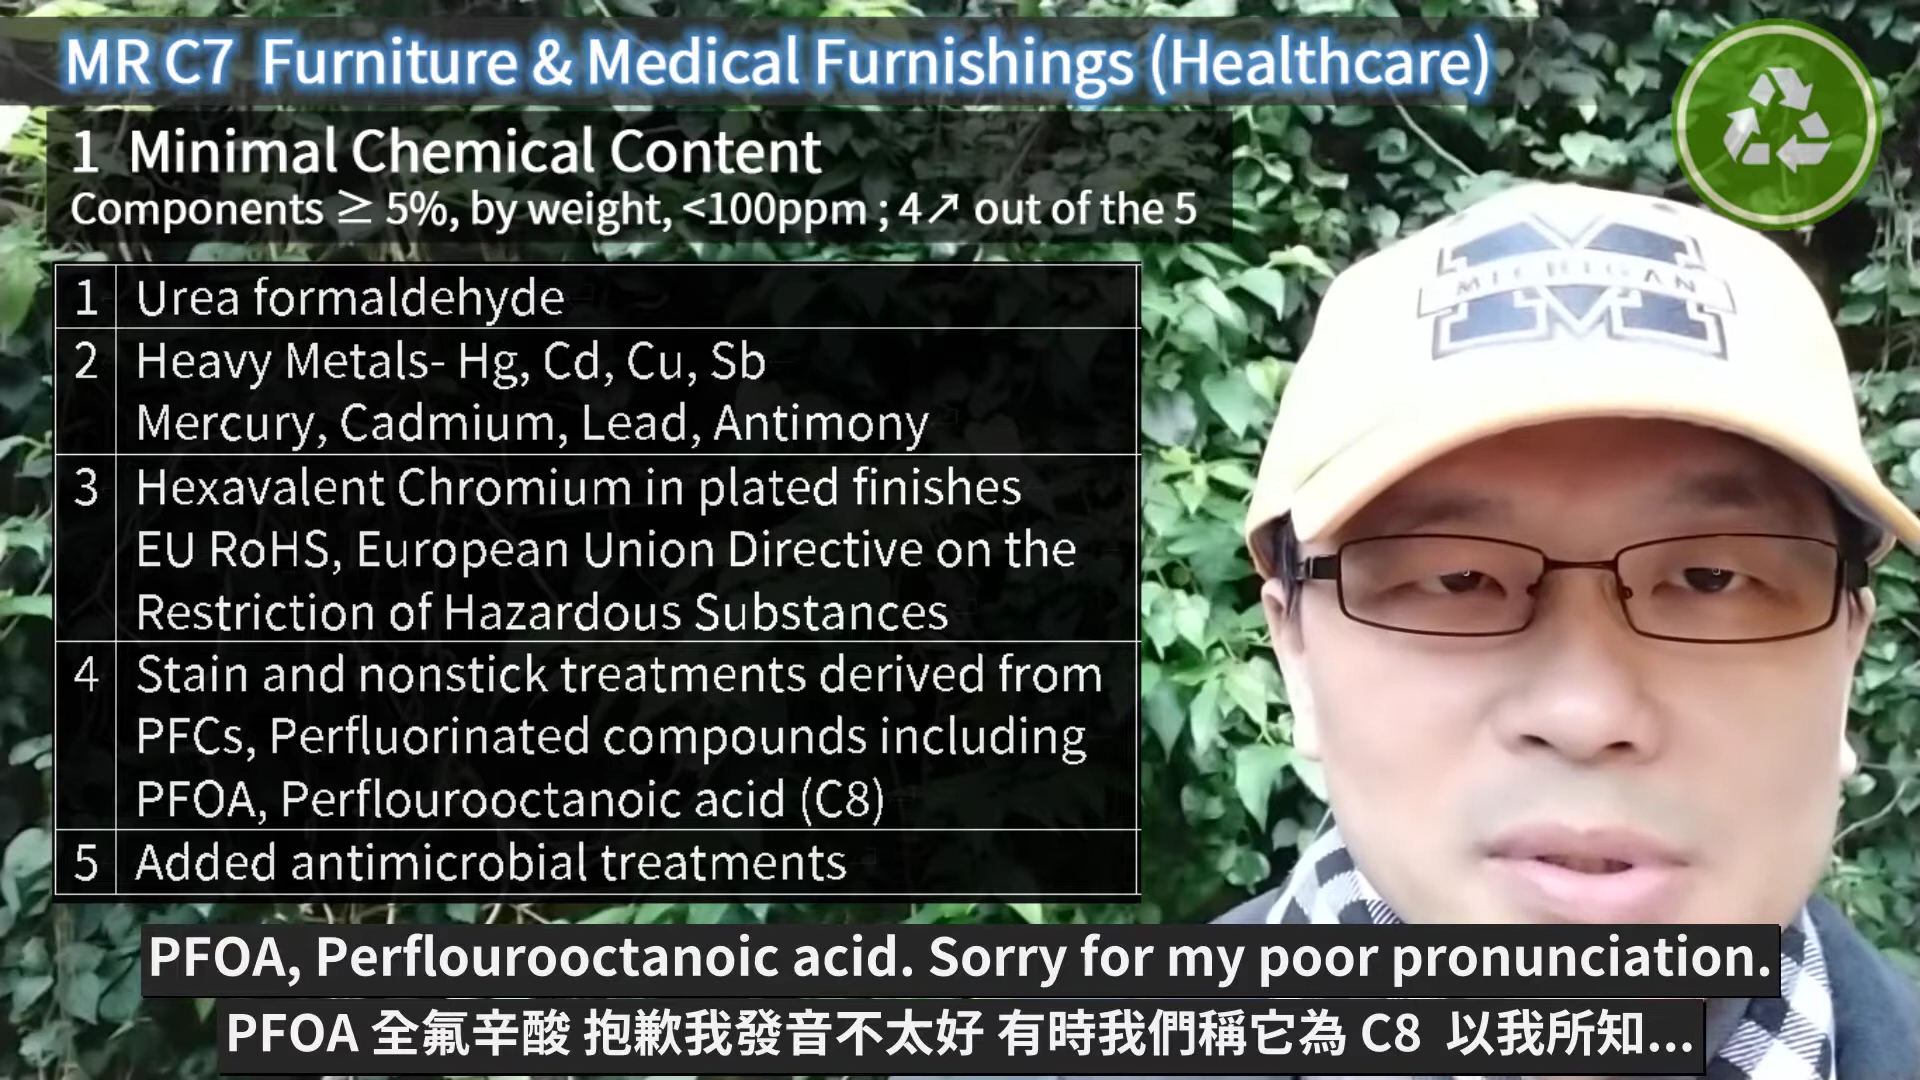 MR C7 Furniture & Medical Furnishings (Healthcare)
1 Minimal Chemical Content
Components ≥ 5%, by weight, <100ppm ; 4↗ out of the 5
MICHIGAN
1 Urea formaldehyde
2 Heavy Metals- Hg, Cd, Cu, Sb
Mercury, Cadmium, Lead, Antimony
3 Hexavalent Chromium in plated finishes
EU RoHS, European Union Directive on the
Restriction of Hazardous Substances
4 Stain and nonstick treatments derived from
PFCs, Perfluorinated compounds including
PFOA, Perflourooctanoic acid (C8)
5 Added antimicrobial treatments
PFOA, Perflourooctanoic acid. Sorry for my poor pronunciation.
PFOA 全氟辛酸 抱歉我發音不太好 有時我們稱它為 C8 以我所知...